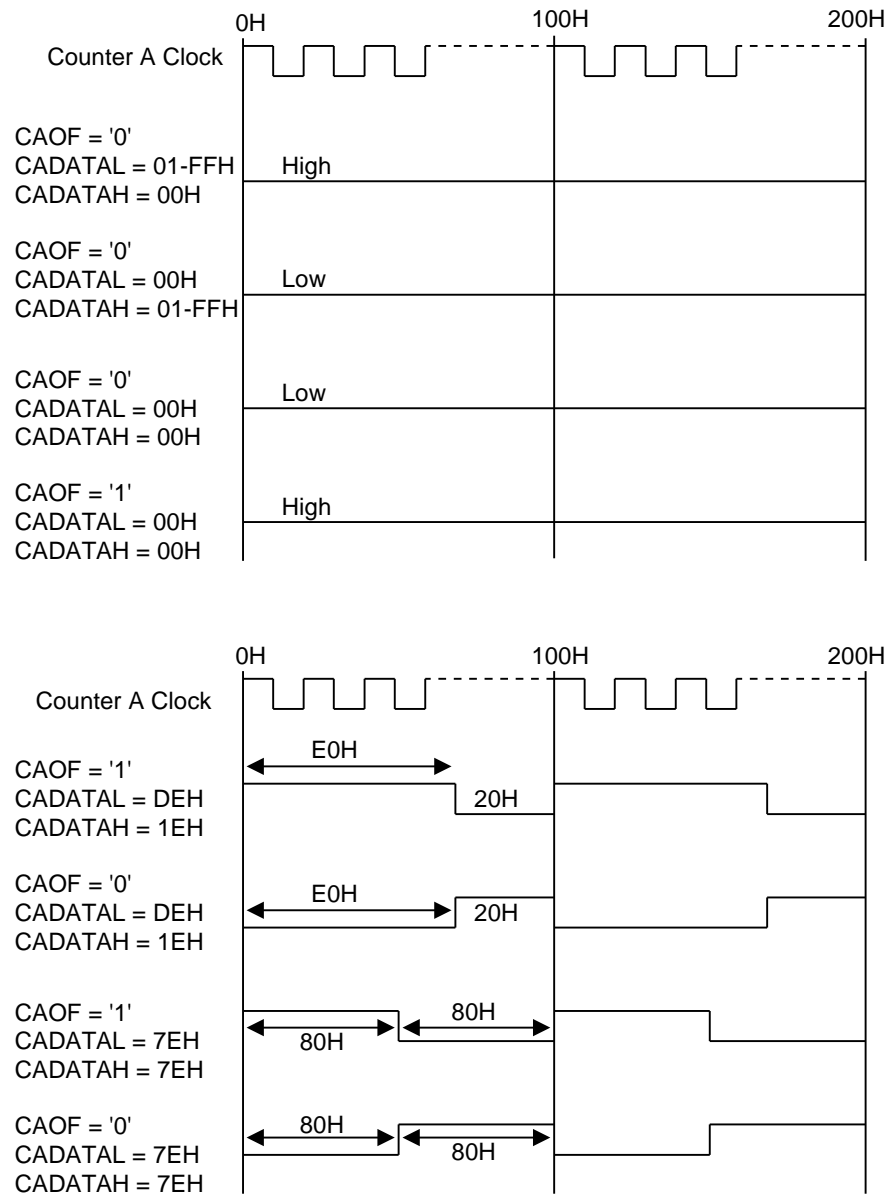 0H 100H 200H
Counter A Clock
CAOF = '0'
CADATAL = 01-FFH High
CADATAH = 00H
CAOF = '0'
CADATAL = 00H Low
CADATAH = 01-FFH
CAOF = '0'
CADATAL = 00H Low
CADATAH = 00H
CAOF = '1'
CADATAL = 00H High
CADATAH = 00H
0H 100H 200H
Counter A Clock
E0H
CAOF = '1'
CADATAL = DEH 20H
CADATAH = 1EH
CAOF = '0' E0H
CADATAL = DEH 20H
CADATAH = 1EH
CAOF = '1' 80H
CADATAL = 7EH 80H
CADATAH = 7EH
CAOF = '0' 80H
CADATAL = 7EH 80H
CADATAH = 7EH